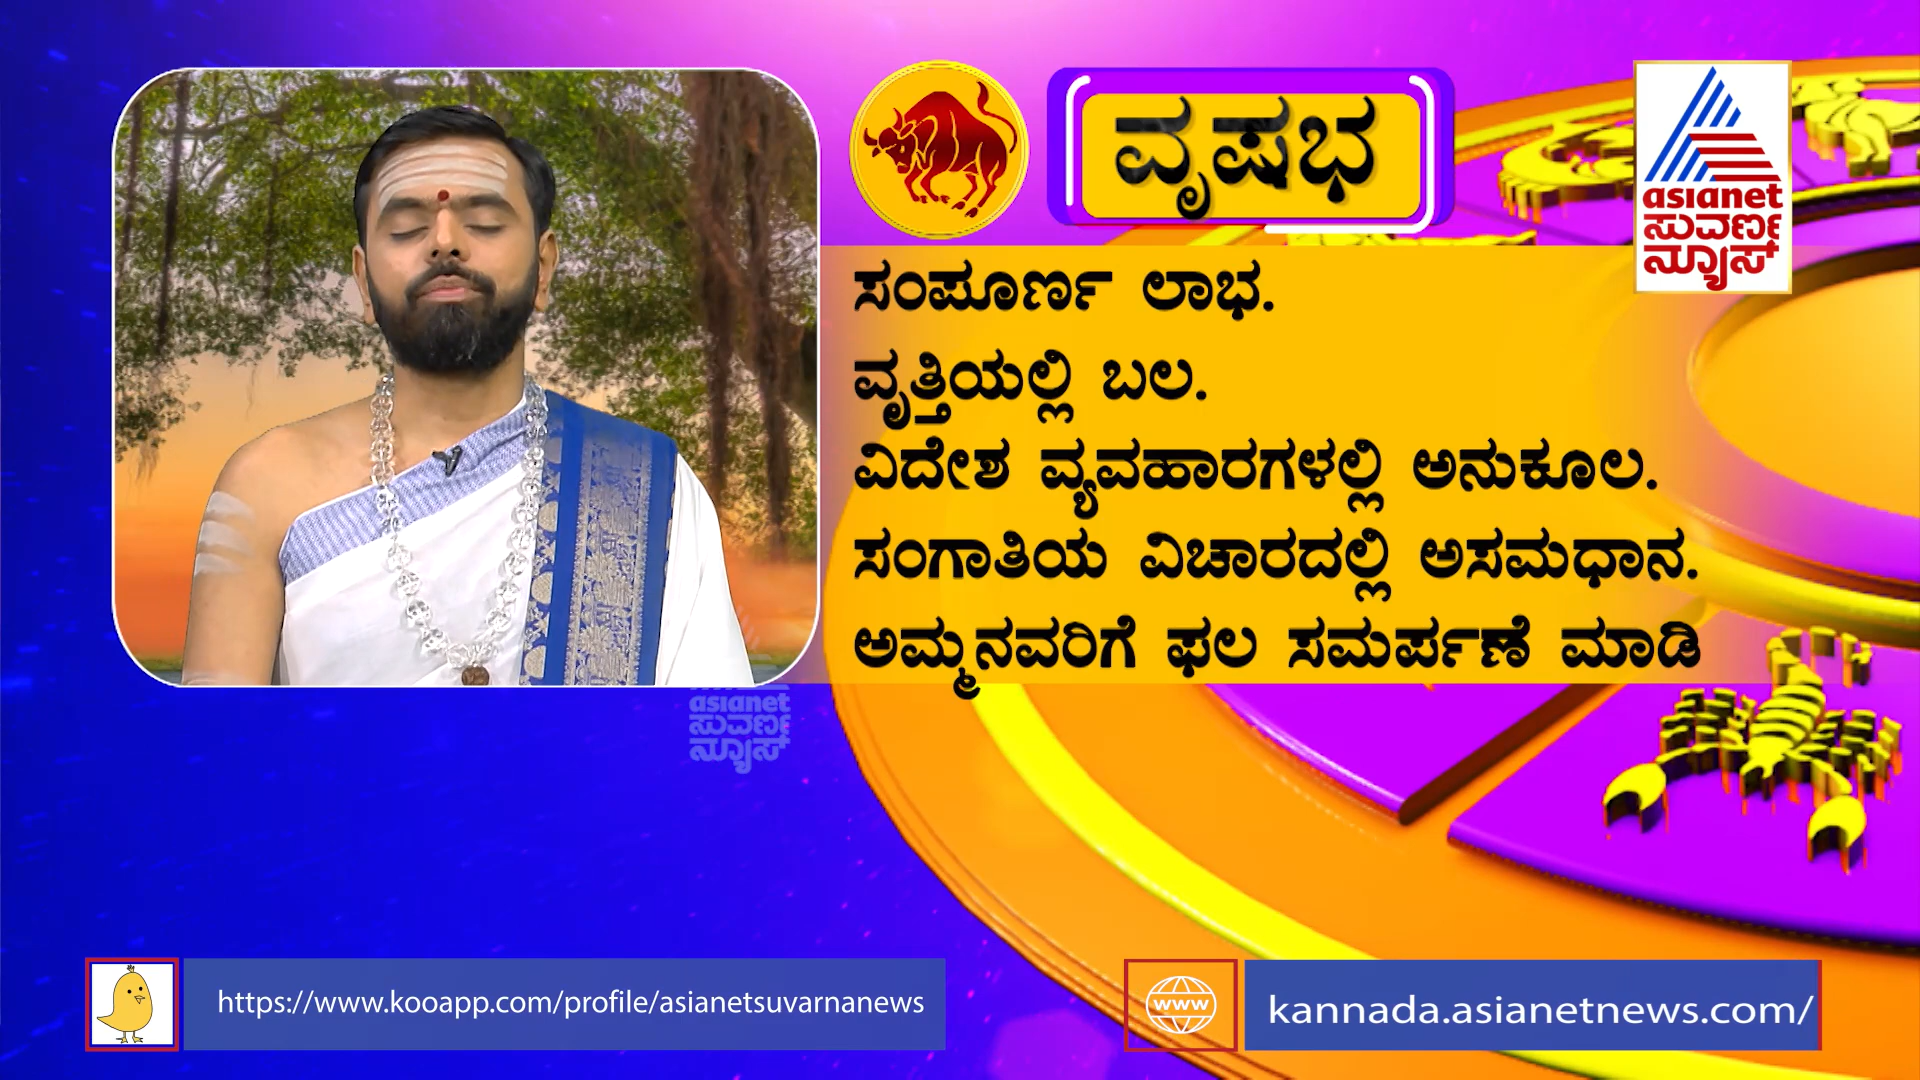 ವೃಷಭ
asianet
ಸುವರ್ಣ
ನ್ಯೂಸ್
ಸಂಪೂರ್ಣ ಲಾಭ.
ವೃತ್ತಿಯಲ್ಲಿ ಬಲ.
ವಿದೇಶ ವ್ಯವಹಾರಗಳಲ್ಲಿ ಅನುಕೂಲ.
ಸಂಗಾತಿಯ ವಿಚಾರದಲ್ಲಿ ಅಸಮಧಾನ.
ಅಮ್ಮನವರಿಗೆ ಫಲ ಸಮರ್ಪಣೆ ಮಾಡಿ
asianet
ಸುವರ್ಣ
ನ್ಯೂಸ್
https://www.kooapp.com/profile/asianetsuvarnanews
www
kannada.asianetnews.com/